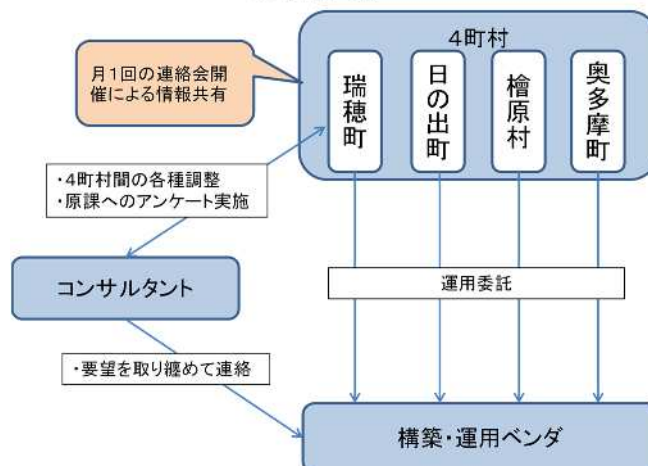 4町村
月1回の連絡会開
催による情報共有
瑞穂町
日の出町
檜原村
奥多摩町
・4町村間の各種調整
・原課へのアンケート実施
コンサルタント
運用委託
・要望を取り纏めて連絡
構築・運用ベンダ